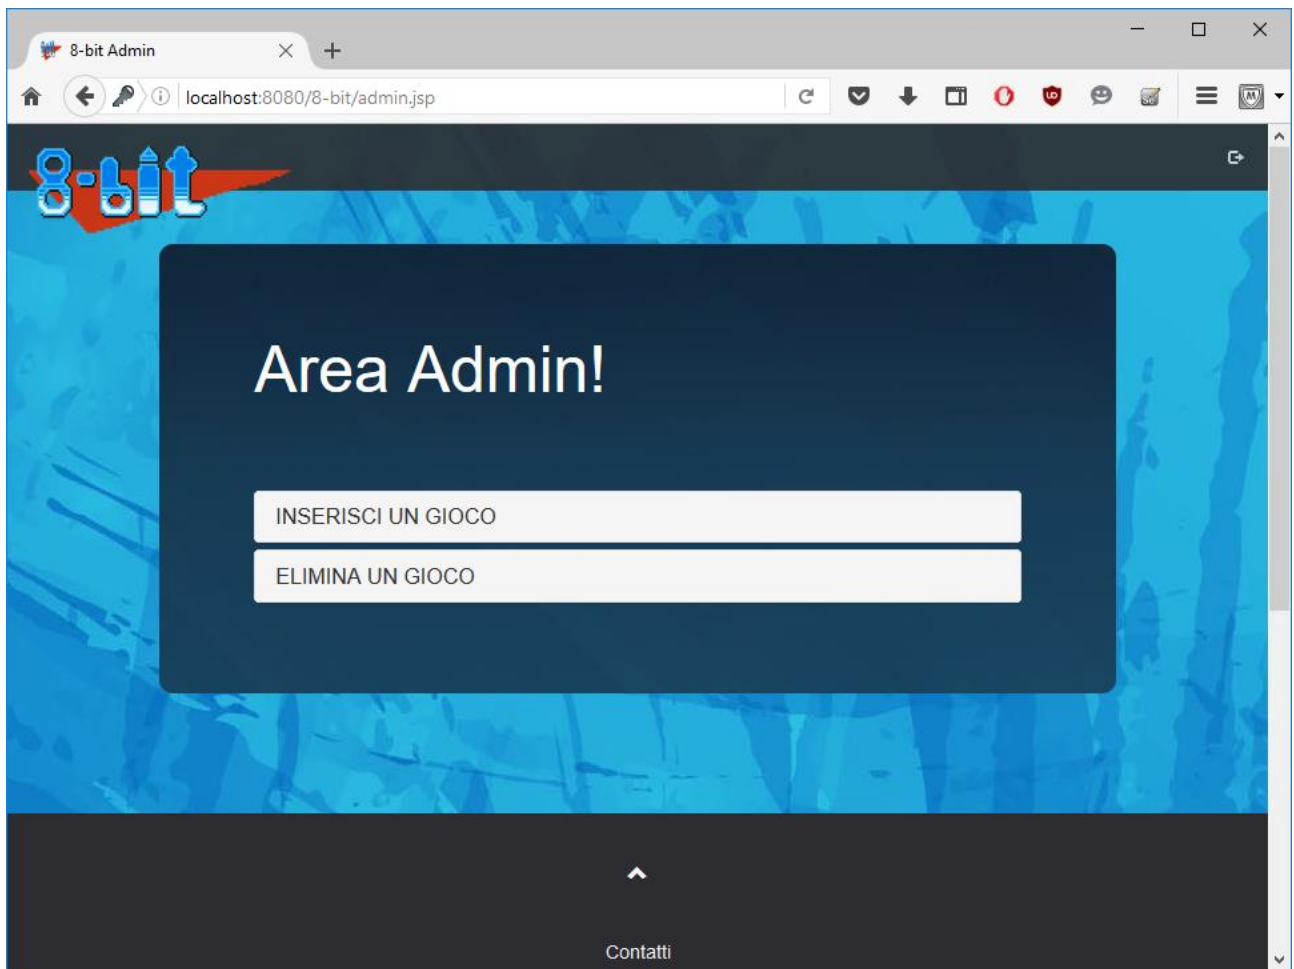 8-bit Admin
localhost:8080/8-bit/admin.jsp
8-bit
Area Admin!
INSERISCI UN GIOCO
ELIMINA UN GIOCO
Contatti